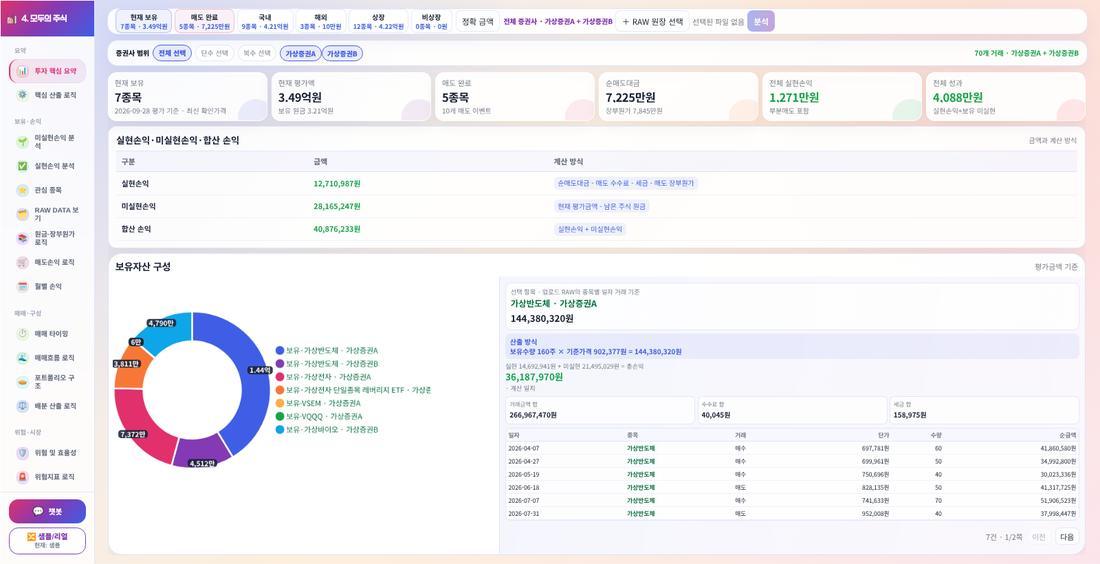 4. 모두의 주식
요약
투자 핵심 요약
핵심 산출 로직
보유·손익
미실현손익 분석
실현손익 분석
관심 종목
RAW DATA 보기
원금·장부원가 로직
매도손익 로직
월별 손익
매매·구성
매매 타이밍
매매흐름 로직
포트폴리오 구조
배분 산출 로직
위험·시장
위험 및 효율성
위험지표 로직
챗봇
샘플/리얼
현재: 샘플
현재 보유
7종목 · 3.49억원
매도 완료
5종목 · 7,225만원
국내
9종목 · 4.21억원
해외
3종목 · 10만원
상장
12종목 · 4.22억원
비상장
0종목 · 0원
정확 금액
전체 증권사 · 가상증권A + 가상증권B
+ RAW 원장 선택
선택된 파일 없음
분석
증권사 범위
전체 선택
단수 선택
복수 선택
가상증권A
가상증권B
70개 거래 · 가상증권A + 가상증권B
현재 보유
7종목
2026-09-28 평가 기준 · 최신 확인가격
현재 평가액
3.49억원
보유 원금 3.21억원
매도 완료
5종목
10개 매도 이벤트
순매도대금
7,225만원
장부원가 7,845만원
전체 실현손익
1,271만원
부분매도 포함
전체 성과
4,088만원
실현손익+보유 미실현
실현손익·미실현손익·합산 손익
금액과 계산 방식
구분 금액 계산 방식
실현손익 12,710,987원 순매도대금 - 매도 수수료 - 세금 - 매도 장부원가
미실현손익 28,165,247원 현재 평가금액 - 남은 주식 원금
합산 손익 40,876,233원 실현손익 + 미실현손익
보유자산 구성
평가금액 기준
4,790만
6만
3,811만
7,372만
4,512만
1.44억
보유·가상반도체 · 가상증권A
보유·가상반도체 · 가상증권B
보유·가상전자 · 가상증권A
보유·가상전자 단일종목 레버리지 ETF · 가상증
보유·VSEM · 가상증권A
보유·VQQQ · 가상증권A
보유·가상바이오 · 가상증권B
선택 항목 · 업로드 RAW의 종목별 일자 거래 기준
가상반도체 · 가상증권A
144,380,320원
산출 방식
보유수량 160주 × 기준가격 902,377원 = 144,380,320원
실현 14,692,941원 + 미실현 21,495,029원 = 총손익
36,187,970원
· 계산 일치
거래금액 합
266,967,470원
수수료 합
40,045원
세금 합
158,975원
일자 종목 거래 단가 수량 순금액
2026-04-07 가상반도체 매수 697,781원 60 41,860,580원
2026-04-27 가상반도체 매수 699,961원 50 34,992,800원
2026-05-19 가상반도체 매수 750,696원 40 30,023,336원
2026-06-18 가상반도체 매도 828,135원 50 41,317,725원
2026-07-07 가상반도체 매수 741,633원 70 51,906,523원
2026-07-31 가상반도체 매도 952,008원 40 37,998,447원
7건 · 1/2쪽
이전
다음